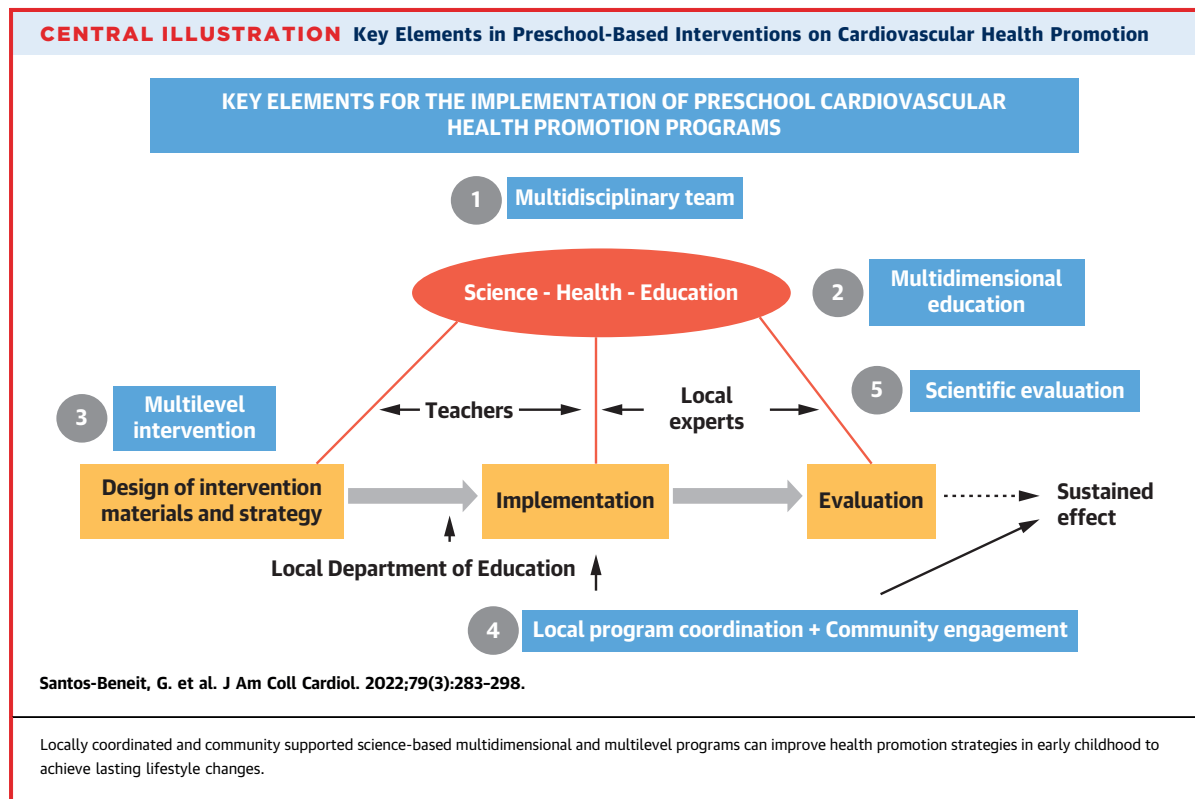 CENTRAL ILLUSTRATION Key Elements in Preschool-Based Interventions on Cardiovascular Health Promotion
KEY ELEMENTS FOR THE IMPLEMENTATION OF PRESCHOOL CARDIOVASCULAR
HEALTH PROMOTION PROGRAMS
1 Multidisciplinary team
Science - Health - Education
2 Multidimensional
education
3 Multilevel
intervention
Teachers
Local
experts
5 Scientific evaluation
Design of intervention
materials and strategy
Implementation
Evaluation
Sustained
effect
Local Department of Education
4 Local program coordination + Community engagement
Santos-Beneit, G. et al. J Am Coll Cardiol. 2022;79(3):283–298.
Locally coordinated and community supported science-based multidimensional and multilevel programs can improve health promotion strategies in early childhood to
achieve lasting lifestyle changes.